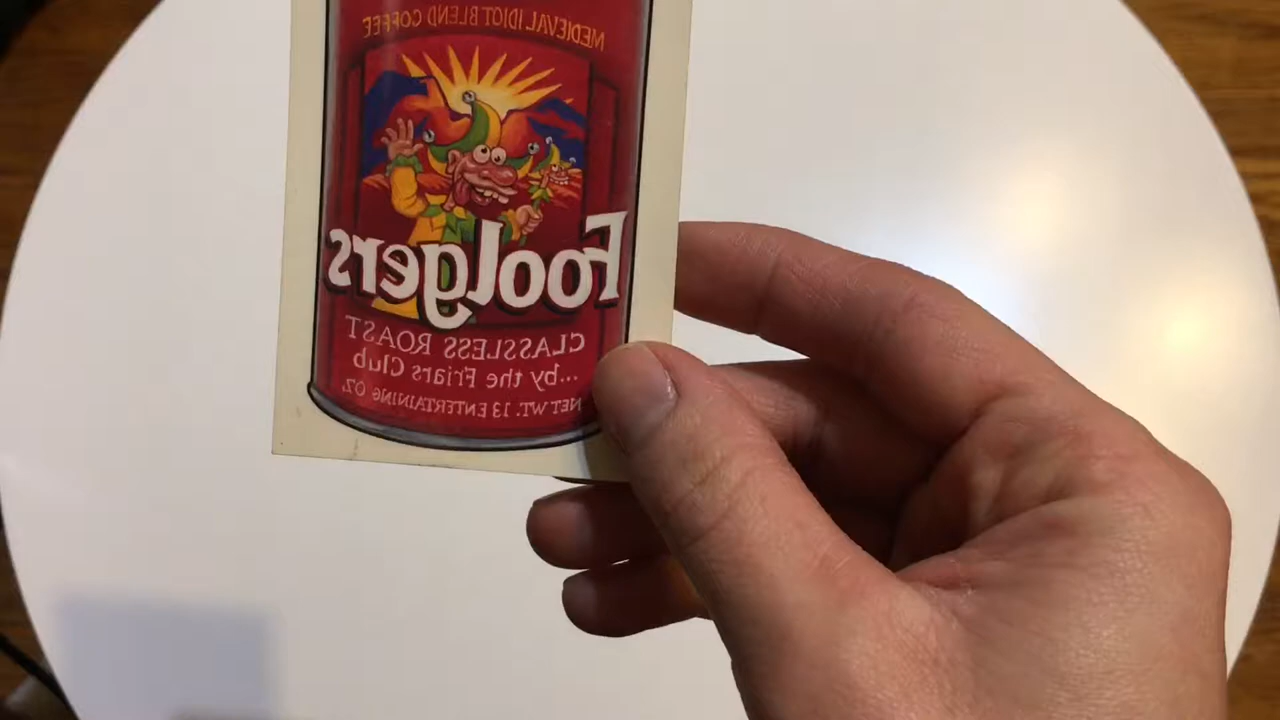 MEDIEVAL IDIOT BLEND COFFEE
Foolgers
CLASSLESS ROAST
...by the Friars Club
NET WT. 13 ENTERTAINING OZ.